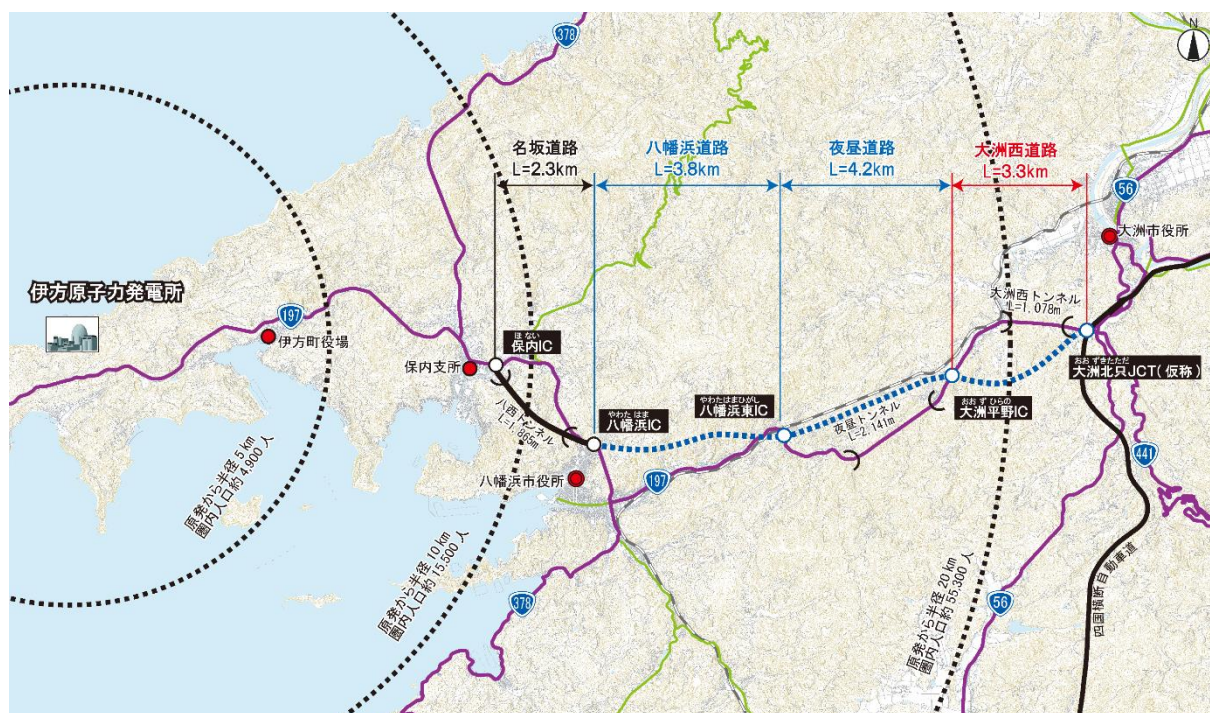 378
N
名坂道路
L=2.3km
八幡浜道路
L=3.8km
夜昼道路
L=4.2km
大洲西道路
L=3.3km
56
大洲市役所
伊方原子力発電所
197
伊方町役場
大洲西トンネル
L=1.078m
ほない
保内IC
保内支所
おおずきただ
大洲北只JCT(仮称)
八西トンネル
L=1.865m
やわたはま
八幡浜IC
やわたはまひがし
八幡浜東IC
おおずひらの
大洲平野IC
夜昼トンネル
L=2.141m
八幡浜市役所
197
441
原発から半径5km
圏内人口約4,900人
原発から半径10km
圏内人口約15,500人
原発から半径20km
圏内人口約55,300人
378
56
四国横断自動車道